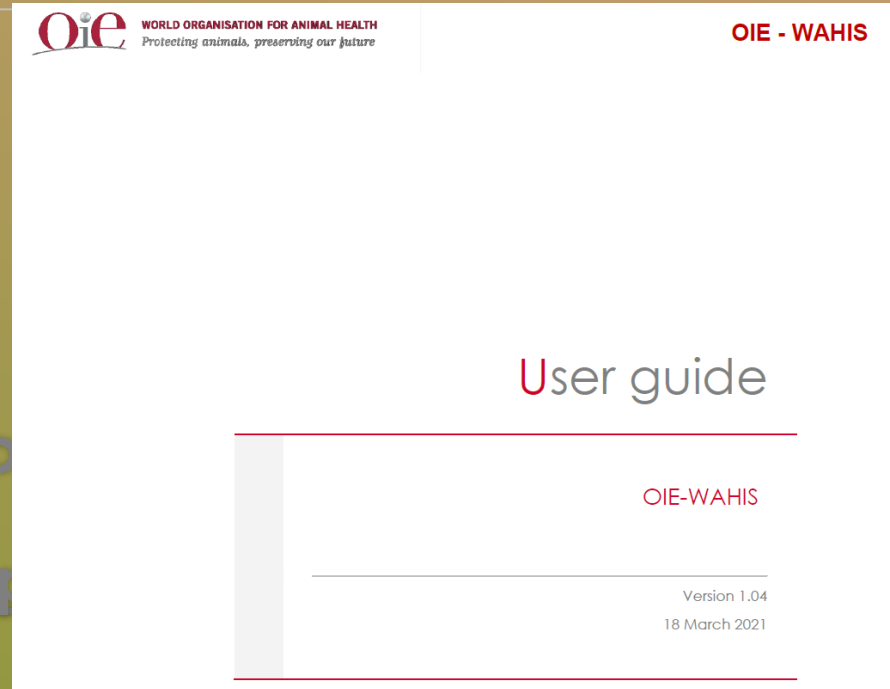 OiE WORLD ORGANISATION FOR ANIMAL HEALTH
Protecting animals, preserving our future
OIE - WAHIS
User guide
OIE-WAHIS
Version 1.04
18 March 2021